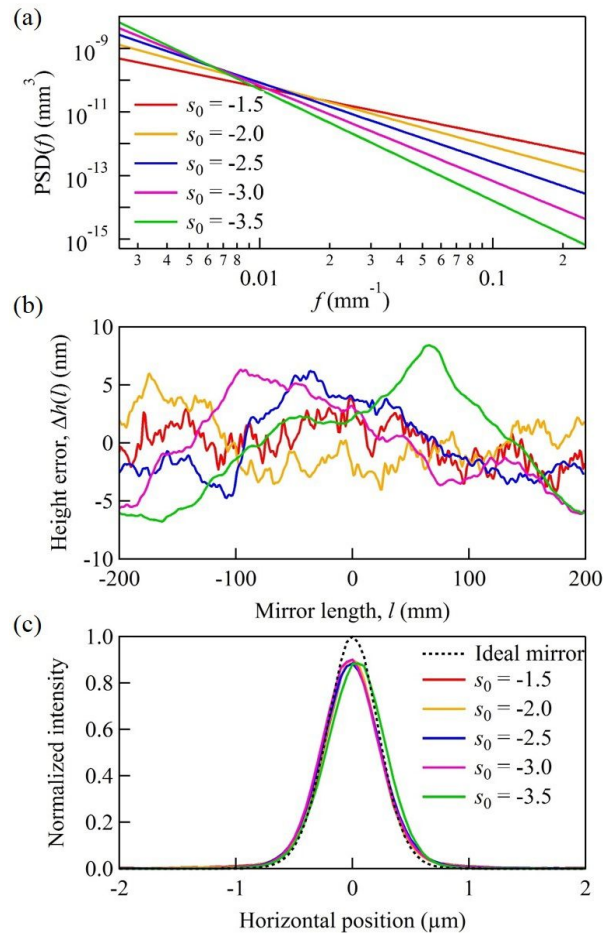 (a)
PSD(f) (mm³)
10⁻⁹
10⁻¹¹
10⁻¹³
10⁻¹⁵
s₀ = -1.5
s₀ = -2.0
s₀ = -2.5
s₀ = -3.0
s₀ = -3.5
3 4 5 6 7 8 0.01 2 3 4 5 6 7 8 0.1 2
f (mm⁻¹)
(b)
Height error, Δh(l) (nm)
10
5
0
-5
-10
-200 -100 0 100 200
Mirror length, l (mm)
(c)
Normalized intensity
1.0
0.8
0.6
0.4
0.2
0.0
Ideal mirror
s₀ = -1.5
s₀ = -2.0
s₀ = -2.5
s₀ = -3.0
s₀ = -3.5
-2 -1 0 1 2
Horizontal position (µm)